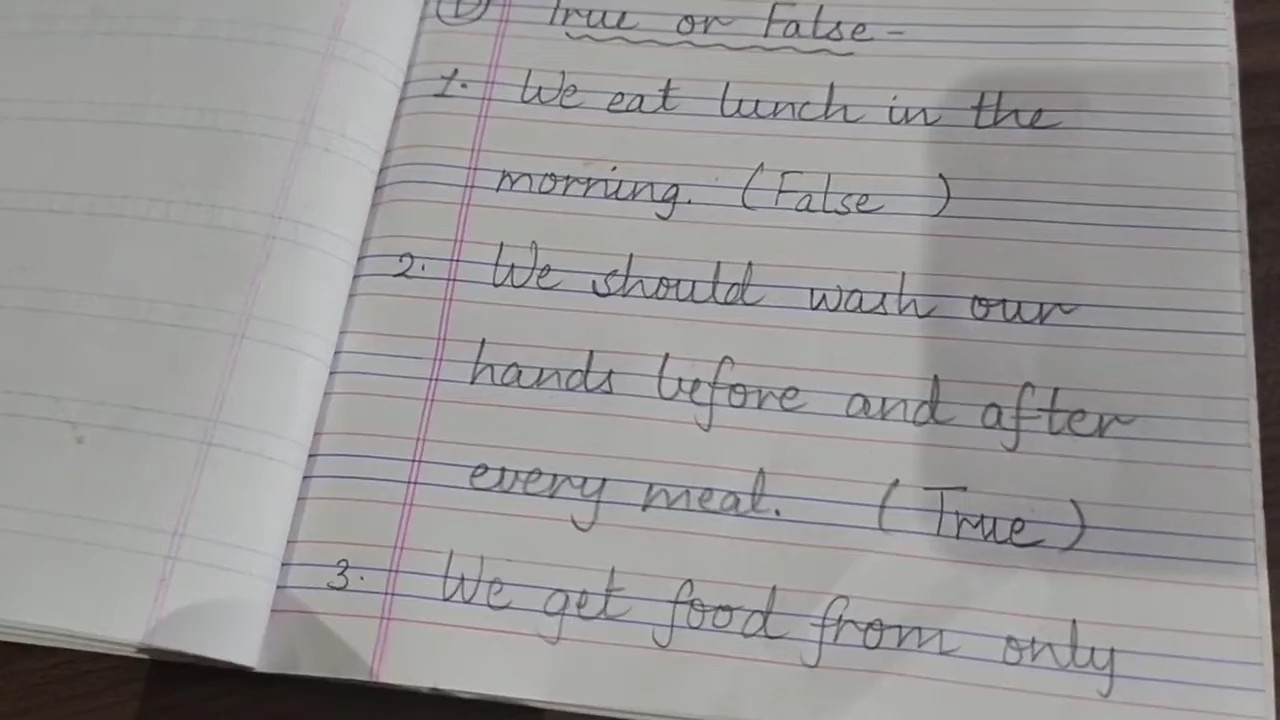 True or False-
1. We eat lunch in the
morning. (False )
2. We should wash our
hands before and after
every meal. (True)
3. We get food from only